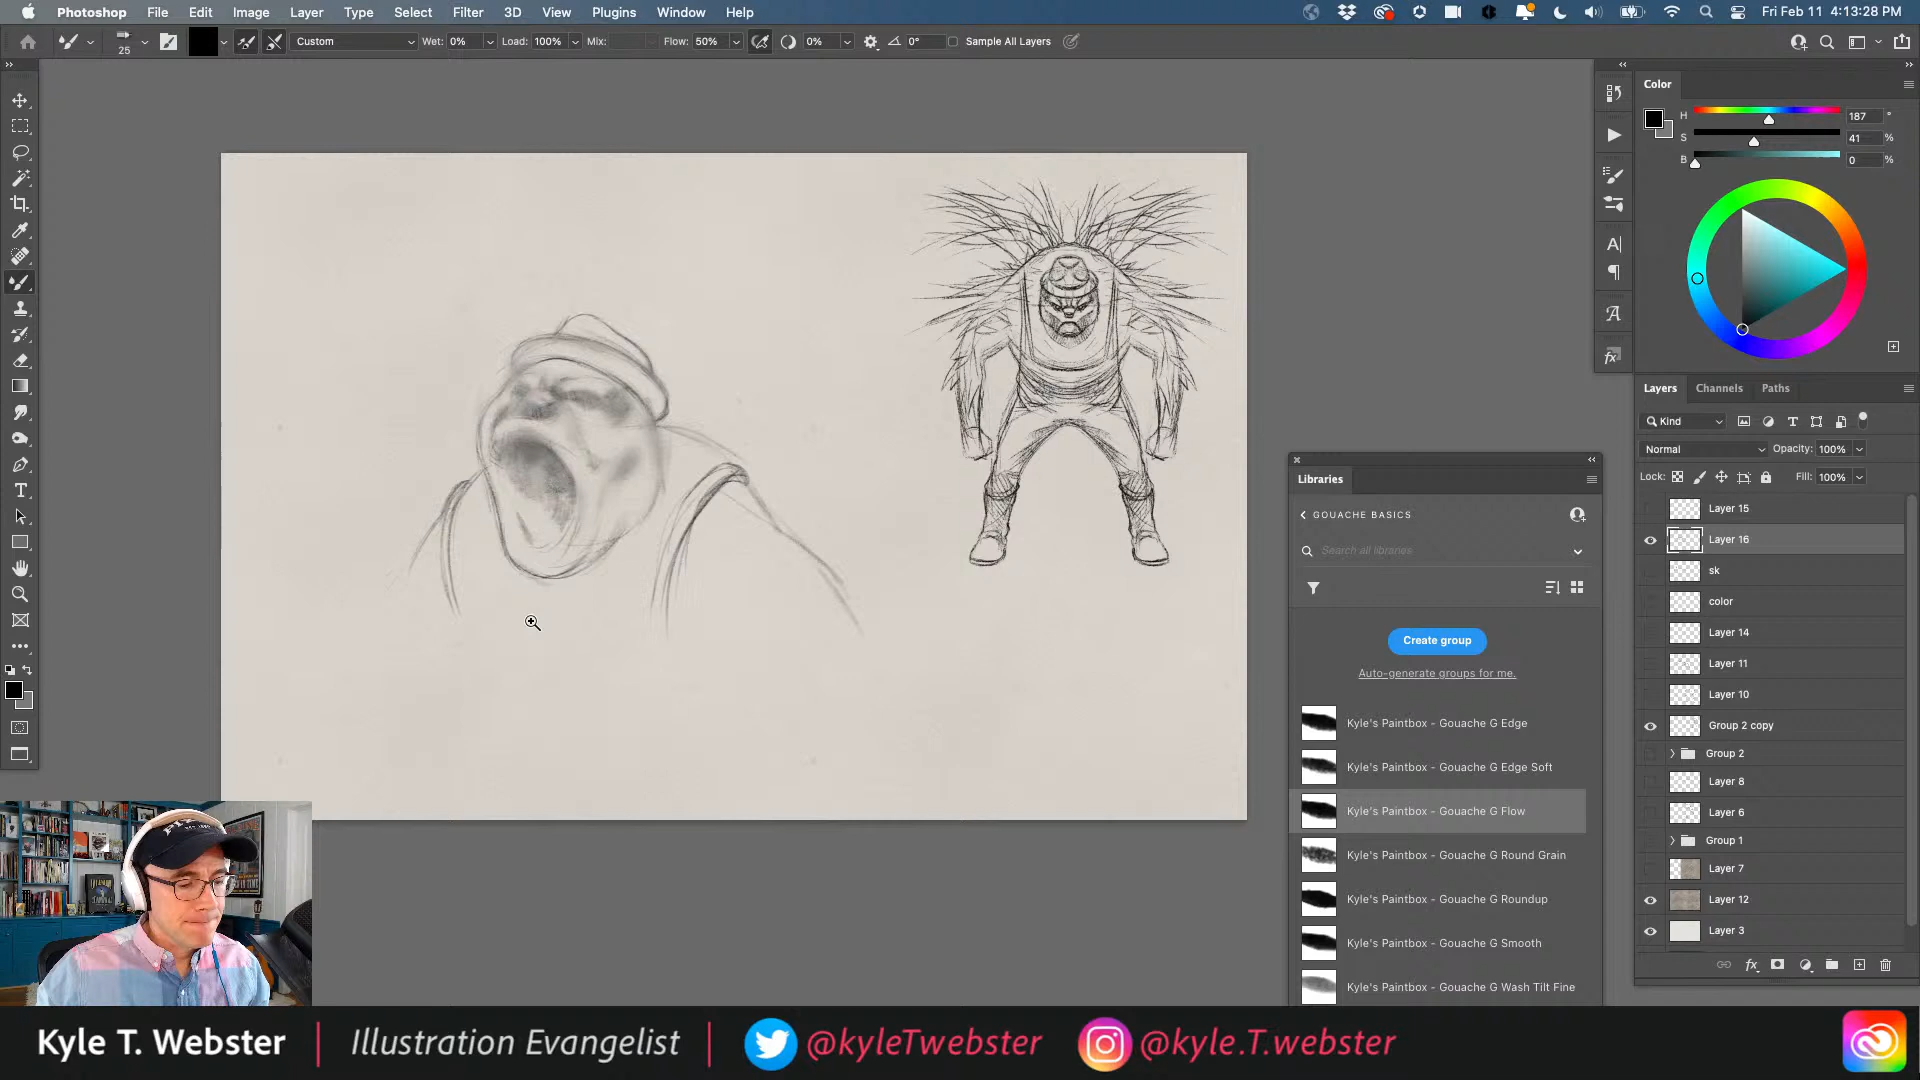 Photoshop File Edit Image Layer Type Select Filter 3D View Plugins Window Help Fri Feb 11 4:13:28 PM
25 Custom Wet: 0% Load: 100% Mix: Flow: 50% 0% 0° Sample All Layers
Color
H 187 °
S 41 %
B 0 %
Layers Channels Paths
Kind
Normal Opacity: 100%
Lock: Fill: 100%
Layer 15
Layer 16
sk
color
Layer 14
Layer 11
Layer 10
Group 2 copy
Group 2
Layer 8
Layer 6
Group 1
Layer 7
Layer 12
Layer 3
Libraries
GOUACHE BASICS
Search all libraries
Create group
Auto-generate groups for me.
Kyle's Paintbox - Gouache G Edge
Kyle's Paintbox - Gouache G Edge Soft
Kyle's Paintbox - Gouache G Flow
Kyle's Paintbox - Gouache G Round Grain
Kyle's Paintbox - Gouache G Roundup
Kyle's Paintbox - Gouache G Smooth
Kyle's Paintbox - Gouache G Wash Tilt Fine
Kyle T. Webster | Illustration Evangelist | @kyleTwebster @kyle.T.webster